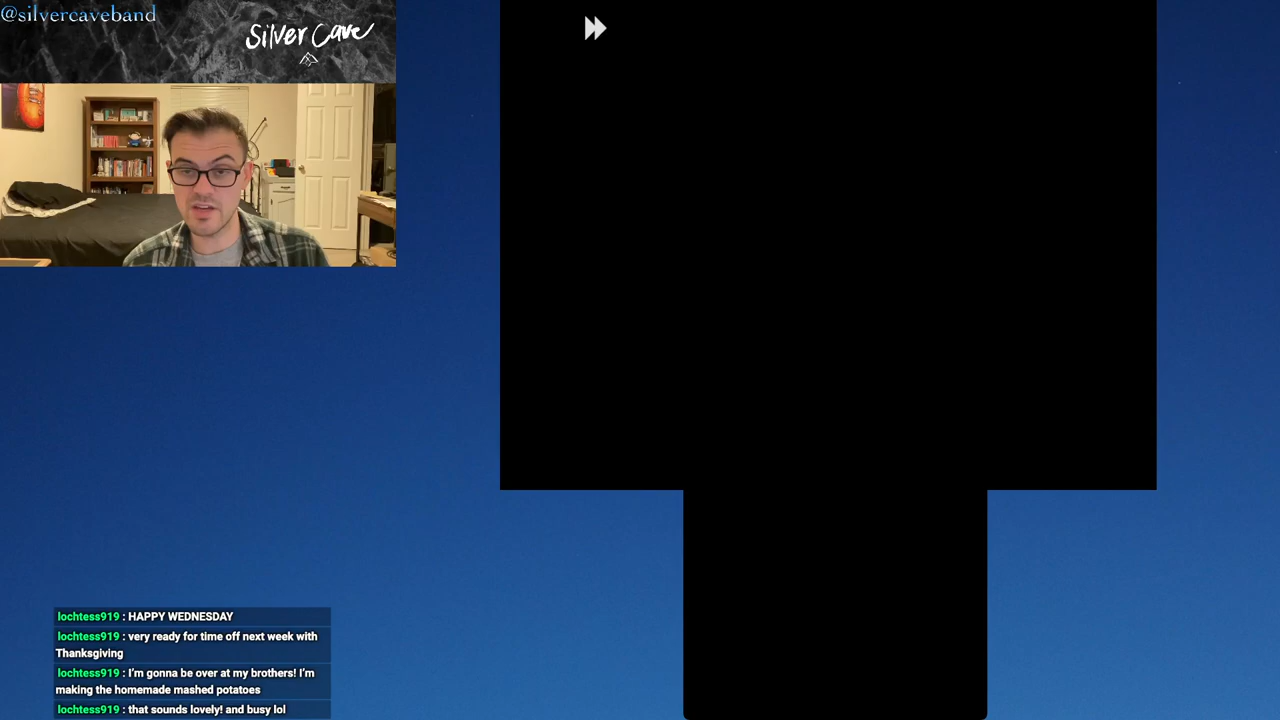 @silvercaveband
Silver Cave
lochtess919 : HAPPY WEDNESDAY
lochtess919 : very ready for time off next week with
Thanksgiving
lochtess919 : I'm gonna be over at my brothers! I'm
making the homemade mashed potatoes
lochtess919 : that sounds lovely! and busy lol